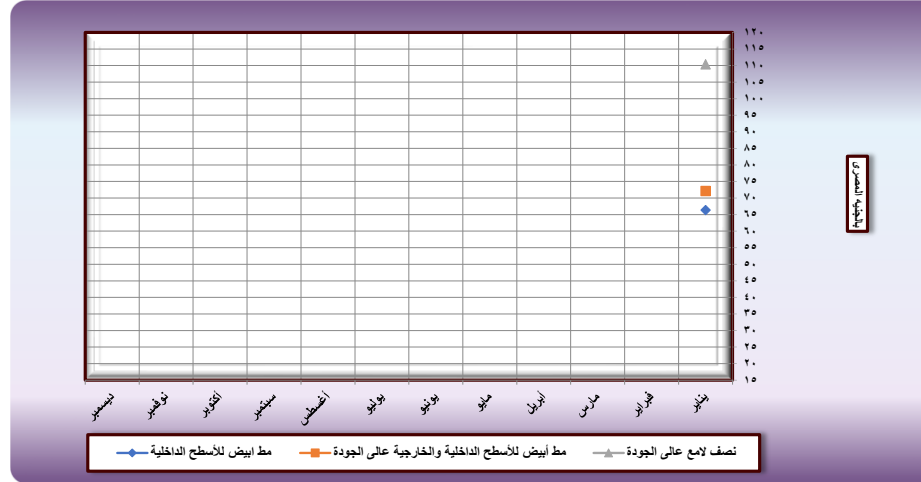 ١٢٠
١١٥
١١٠
١٠٥
١٠٠
٩٥
٩٠
٨٥
٨٠
٧٥
٧٠
٦٥
٦٠
٥٥
٥٠
٤٥
٤٠
٣٥
٣٠
٢٥
٢٠
١٥
بالجنيه المصرى
يناير
فبراير
مارس
أبريل
مايو
يونيو
يوليو
أغسطس
سبتمبر
أكتوبر
نوفمبر
ديسمبر
نصف لامع عالى الجودة
مط أبيض للأسطح الداخلية والخارجية عالى الجودة
مط ابيض للأسطح الداخلية